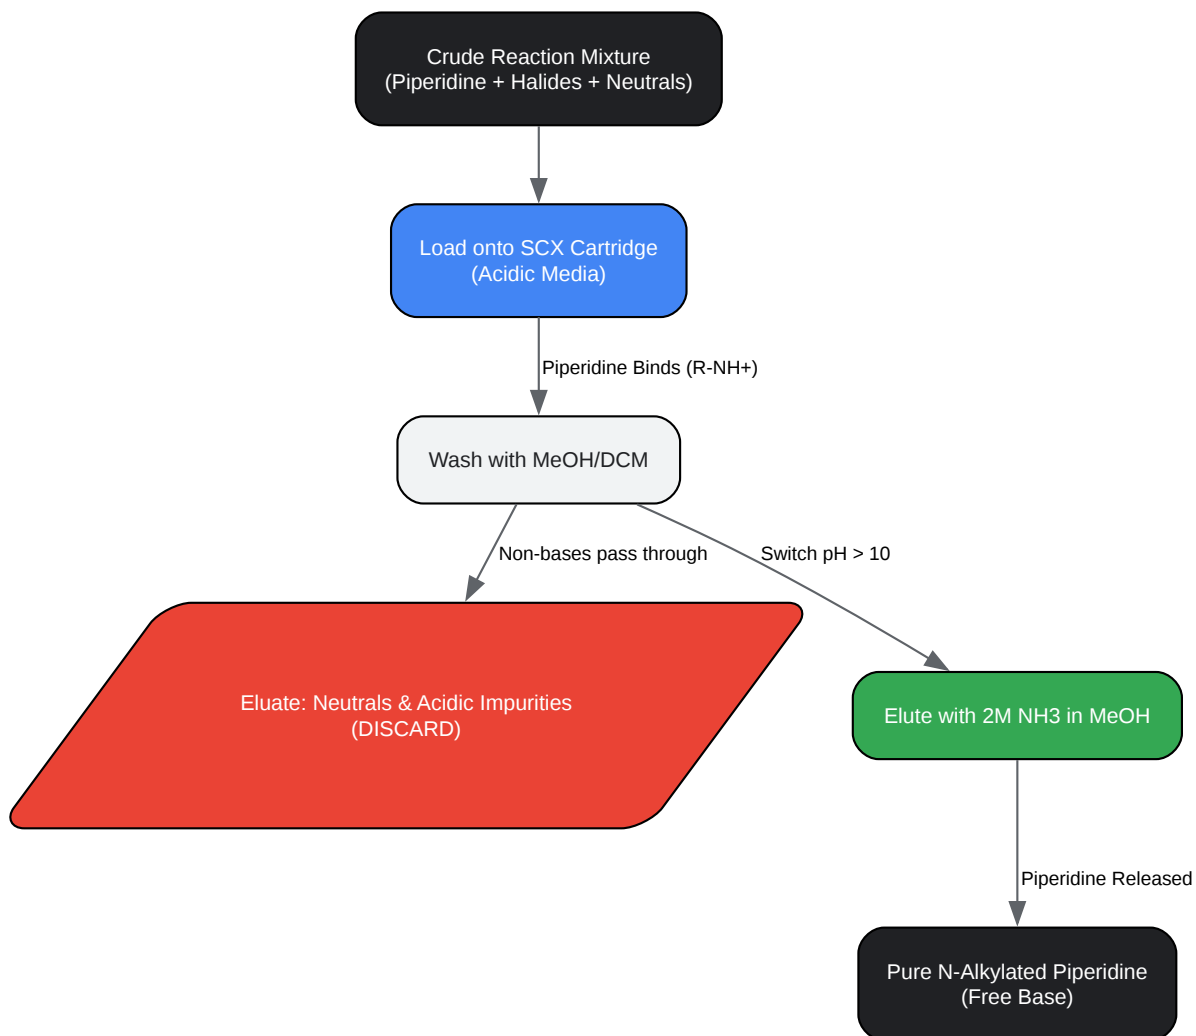 Crude Reaction Mixture
(Piperidine + Halides + Neutrals)
Load onto SCX Cartridge
(Acidic Media)
Piperidine Binds (R-NH+)
Wash with MeOH/DCM
Non-bases pass through
Switch pH > 10
Eluate: Neutrals & Acidic Impurities
(DISCARD)
Elute with 2M NH3 in MeOH
Piperidine Released
Pure N-Alkylated Piperidine
(Free Base)